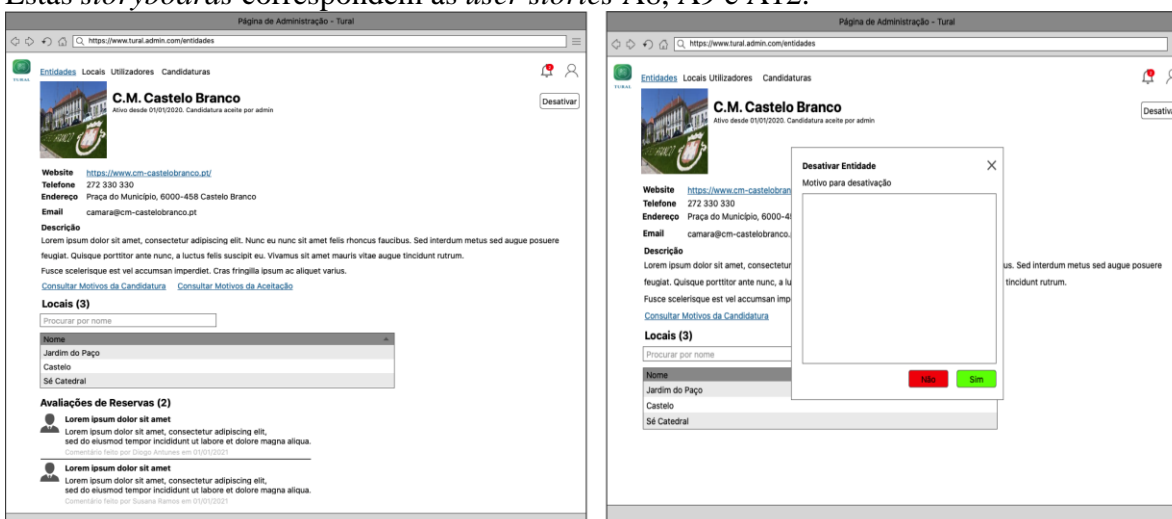 Estas storyboards correspondem às user stories A8, A9 e A12.
Página de Administração - Tural
https://www.tural.admin.com/entidades
TURAL
Entidades Locais Utilizadores Candidaturas
C.M. Castelo Branco
Ativo desde 01/01/2020. Candidatura aceite por admin
Desativar
Website https://www.cm-castelobranco.pt/
Telefone 272 330 330
Endereço Praça do Município, 6000-458 Castelo Branco
Email camara@cm-castelobranco.pt
Descrição
Lorem ipsum dolor sit amet, consectetur adipiscing elit. Nunc eu nunc sit amet felis rhoncus faucibus. Sed interdum metus sed augue posuere
feugiat. Quisque porttitor ante nunc, a luctus felis suscipit eu. Vivamus sit amet mauris vitae augue tincidunt rutrum.
Fusce scelerisque est vel accumsan imperdiet. Cras fringilla ipsum ac aliquet varius.
Consultar Motivos da Candidatura Consultar Motivos da Aceitacão
Locais (3)
Procurar por nome
Nome
Jardim do Paço
Castelo
Sé Catedral
Avaliações de Reservas (2)
Lorem ipsum dolor sit amet
Lorem ipsum dolor sit amet, consectetur adipiscing elit,
sed do eiusmod tempor incididunt ut labore et dolore magna aliqua.
Comentário feito por Diogo Antunes em 01/01/2021
Lorem ipsum dolor sit amet
Lorem ipsum dolor sit amet, consectetur adipiscing elit,
sed do eiusmod tempor incididunt ut labore et dolore magna aliqua.
Comentário feito por Susana Ramos em 01/01/2021
Página de Administração - Tural
https://www.tural.admin.com/entidades
TURAL
Entidades Locais Utilizadores Candidaturas
C.M. Castelo Branco
Ativo desde 01/01/2020. Candidatura aceite por admin
Desativa
Desativar Entidade
Motivo para desativação
Não Sim
Website https://www.cm-castelobran
Telefone 272 330 330
Endereço Praça do Município, 6000-4
Email camara@cm-castelobranco.
Descrição
Lorem ipsum dolor sit amet, consectetur us. Sed interdum metus sed augue posuere
feugiat. Quisque porttitor ante nunc, a lu tincidunt rutrum.
Fusce scelerisque est vel accumsan imp
Consultar Motivos da Candidatura
Locais (3)
Procurar por nome
Nome
Jardim do Paço
Castelo
Sé Catedral